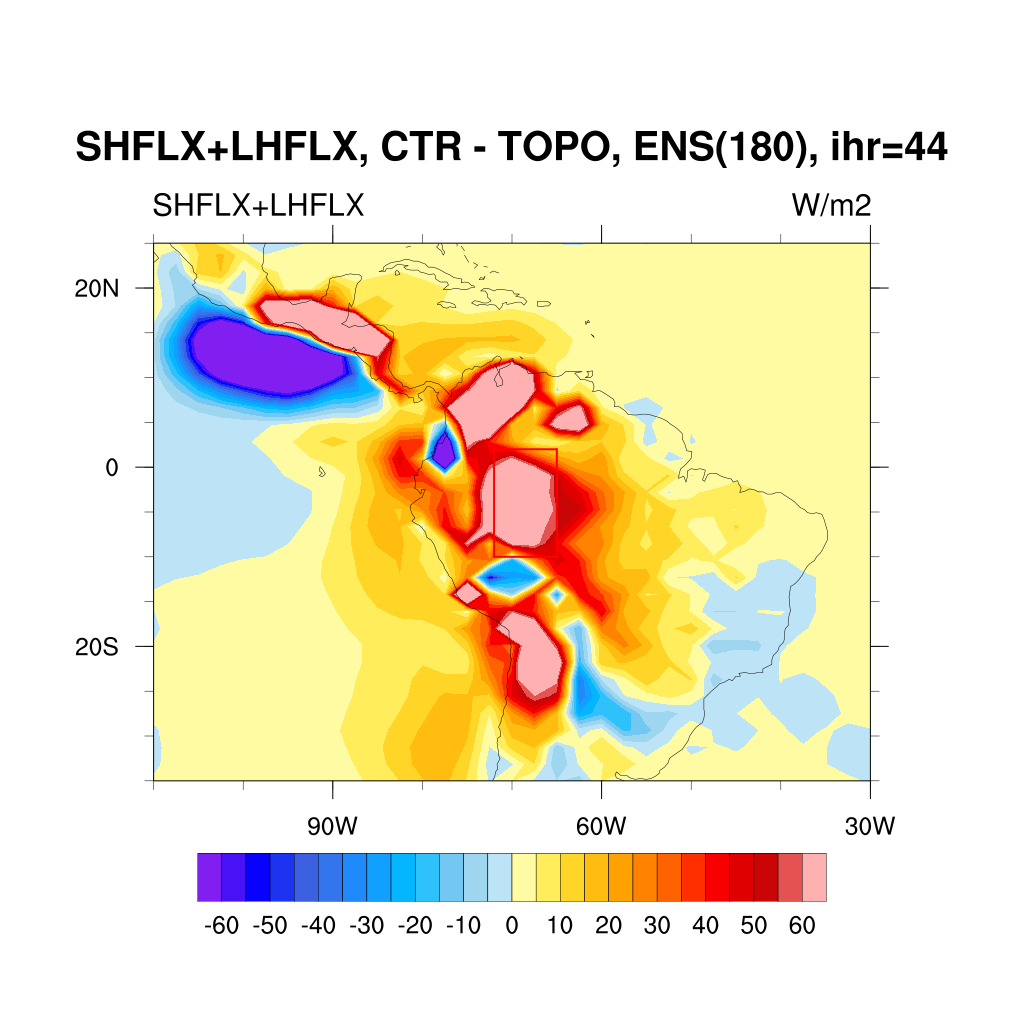 SHFLX+LHFLX, CTR - TOPO, ENS(180), ihr=44
SHFLX+LHFLX W/m2
20N
0
20S
90W 60W 30W
-60 -50 -40 -30 -20 -10 0 10 20 30 40 50 60